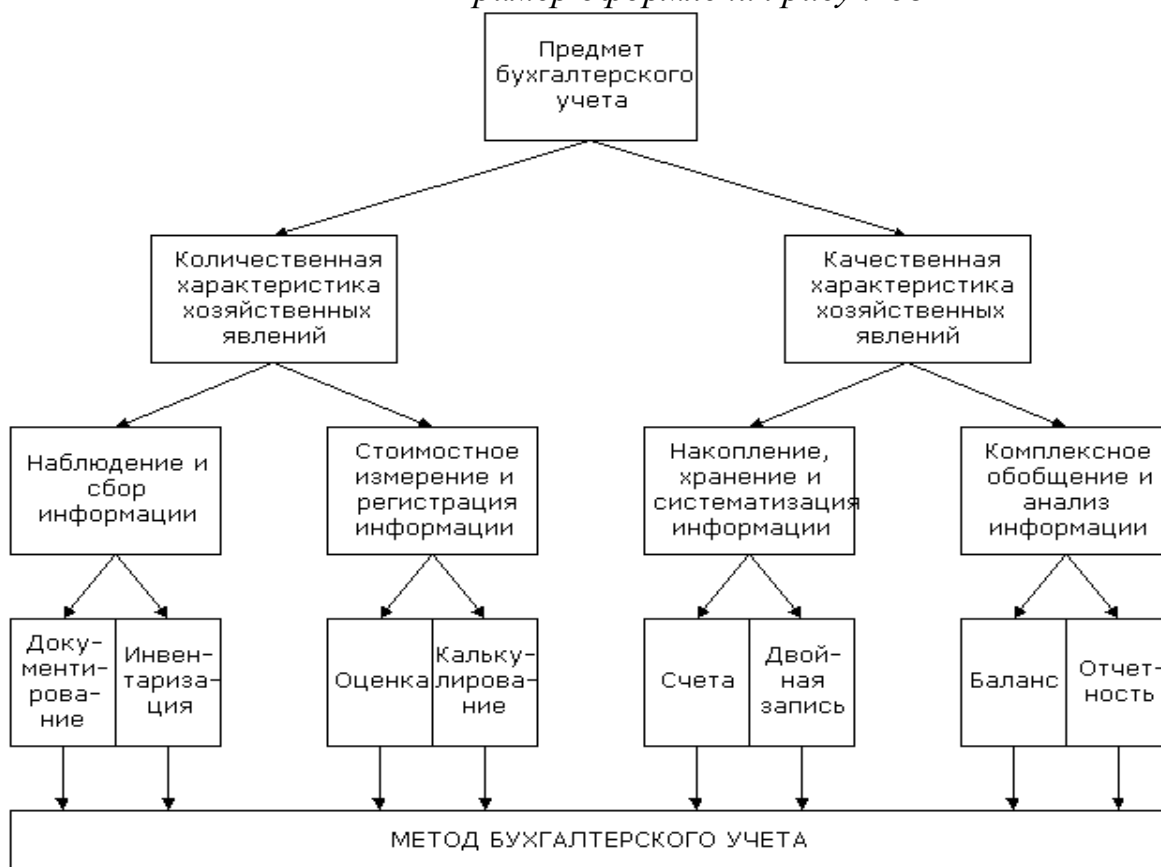 Предмет
бухгалтерского
учета
Количественная
характеристика
хозяйственных
явлений
Качественная
характеристика
хозяйственных
явлений
Наблюдение и
сбор
информации
Стоимостное
измерение и
регистрация
информации
Накопление,
хранение и
систематизация
информации
Комплексное
обобщение и
анализ
информации
Доку-
менти-
рова-
ние
Инвен-
тариза-
ция
Оценка
Кальку-
лирова-
ние
Счета
Двой-
ная
запись
Баланс
Отчет-
ность
МЕТОД БУХГАЛТЕРСКОГО УЧЕТА